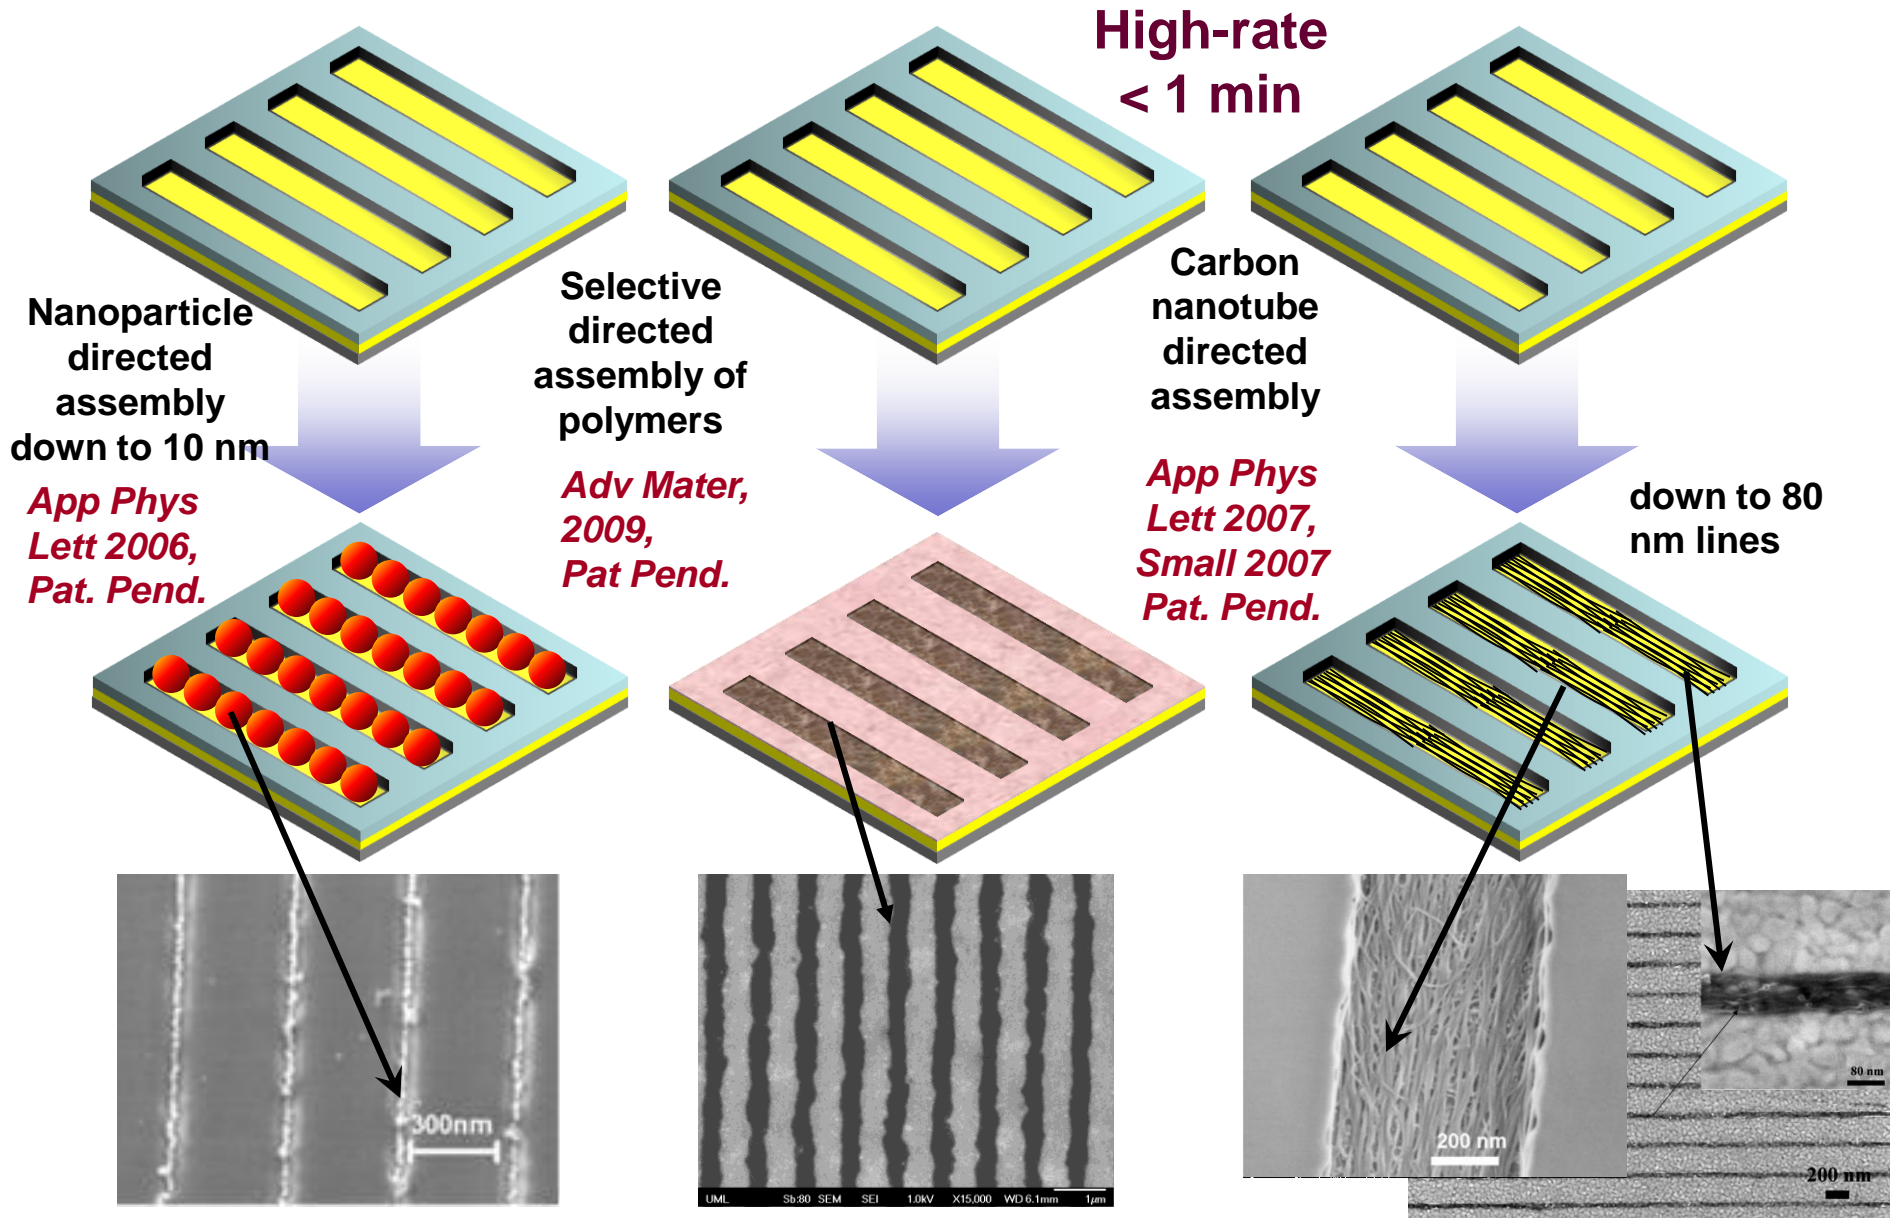 High-rate
< 1 min
Nanoparticle
directed
assembly
down to 10 nm
App Phys
Lett 2006,
Pat. Pend.
Selective
directed
assembly of
polymers
Adv Mater,
2009,
Pat Pend.
Carbon
nanotube
directed
assembly
App Phys
Lett 2007,
Small 2007
Pat. Pend.
down to 80
nm lines
300nm
UML Sb:80 SEM SEI 1.0kV X15,000 WD 6.1mm 1µm
200 nm
80 nm
200 nm